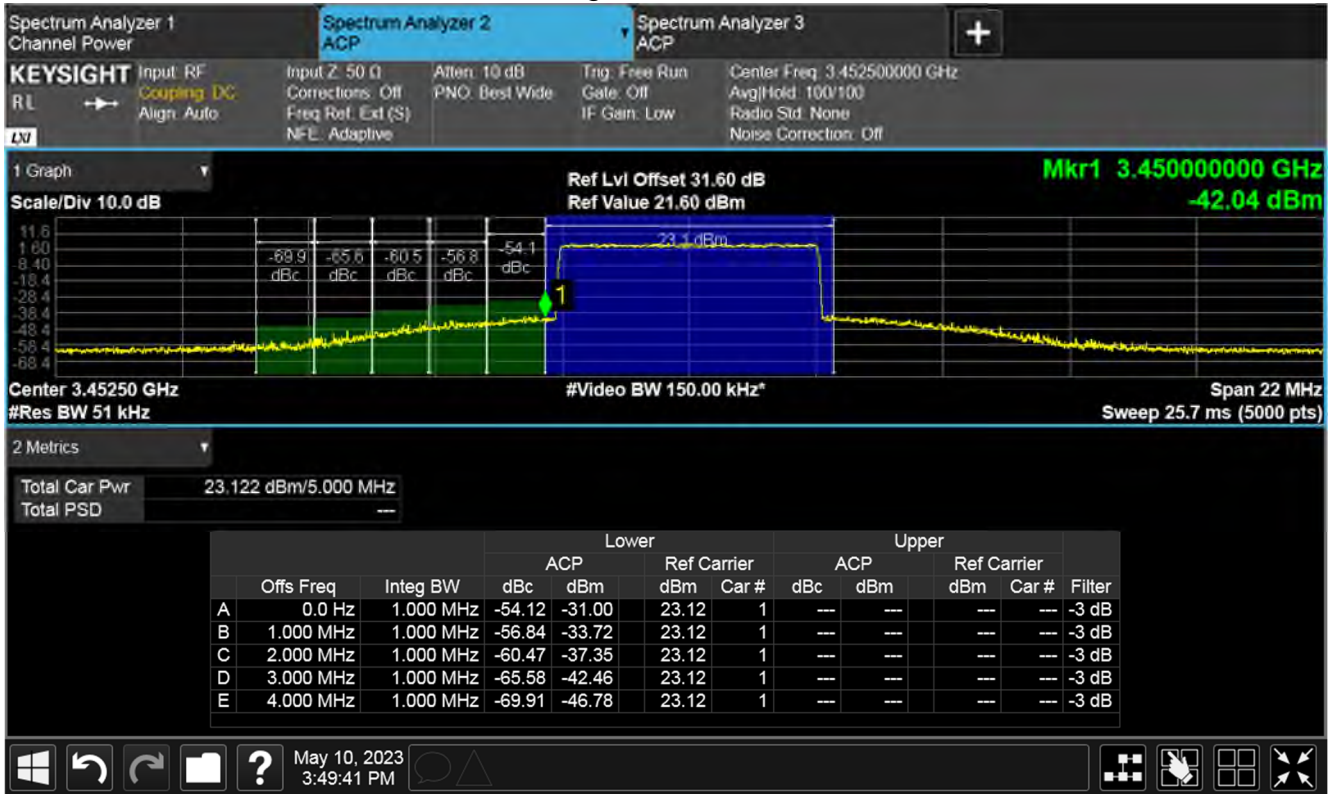 Spectrum Analyzer 1
Channel Power
Spectrum Analyzer 2
ACP
Spectrum Analyzer 3
ACP
+
KEYSIGHT
RL
LXI
Input: RF
Coupling: DC
Align: Auto
Input Z: 50 Ω
Corrections: Off
Freq Ref: Ext (S)
NFE: Adaptive
Atten: 10 dB
PNO: Best Wide
Trig: Free Run
Gate: Off
IF Gain: Low
Center Freq: 3.452500000 GHz
Avg|Hold: 100/100
Radio Std: None
Noise Correction: Off
1 Graph
Scale/Div 10.0 dB
Ref Lvl Offset 31.60 dB
Ref Value 21.60 dBm
Mkr1 3.450000000 GHz
-42.04 dBm
11.6
1.60
-8.40
-18.4
-28.4
-38.4
-48.4
-58.4
-68.4
-69.9 dBc
-65.6 dBc
-60.5 dBc
-56.8 dBc
-54.1 dBc
23.1 dBm
1
Center 3.45250 GHz
#Video BW 150.00 kHz*
Span 22 MHz
#Res BW 51 kHz
Sweep 25.7 ms (5000 pts)
2 Metrics
Total Car Pwr 23.122 dBm/5.000 MHz
Total PSD ---
Lower Upper
ACP Ref Carrier ACP Ref Carrier
Offs Freq Integ BW dBc dBm dBm Car # dBc dBm dBm Car # Filter
A 0.0 Hz 1.000 MHz -54.12 -31.00 23.12 1 --- --- --- --- -3 dB
B 1.000 MHz 1.000 MHz -56.84 -33.72 23.12 1 --- --- --- --- -3 dB
C 2.000 MHz 1.000 MHz -60.47 -37.35 23.12 1 --- --- --- --- -3 dB
D 3.000 MHz 1.000 MHz -65.58 -42.46 23.12 1 --- --- --- --- -3 dB
E 4.000 MHz 1.000 MHz -69.91 -46.78 23.12 1 --- --- --- --- -3 dB
?
May 10, 2023
3:49:41 PM